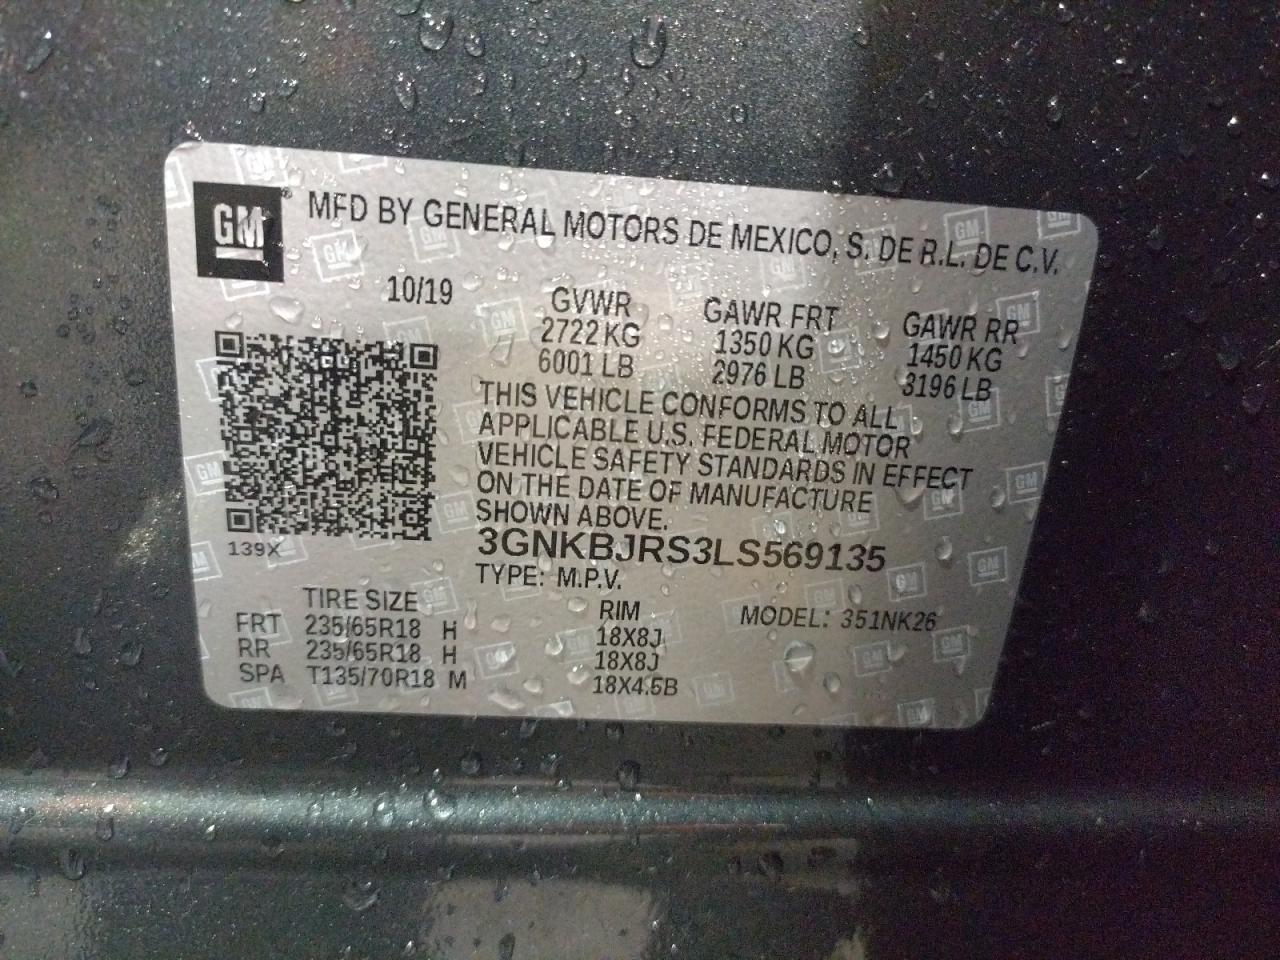 GM® MFD BY GENERAL MOTORS DE MEXICO, S. DE R.L. DE C.V.
10/19 GVWR GAWR FRT GAWR RR
2722 KG 1350 KG 1450 KG
6001 LB 2976 LB 3196 LB
THIS VEHICLE CONFORMS TO ALL
APPLICABLE U.S. FEDERAL MOTOR
VEHICLE SAFETY STANDARDS IN EFFECT
ON THE DATE OF MANUFACTURE
SHOWN ABOVE.
139X 3GNKBJRS3LS569135
TYPE: M.P.V.
TIRE SIZE RIM MODEL: 351NK26
FRT 235/65R18 H 18X8J
RR 235/65R18 H 18X8J
SPA T135/70R18 M 18X4.5B